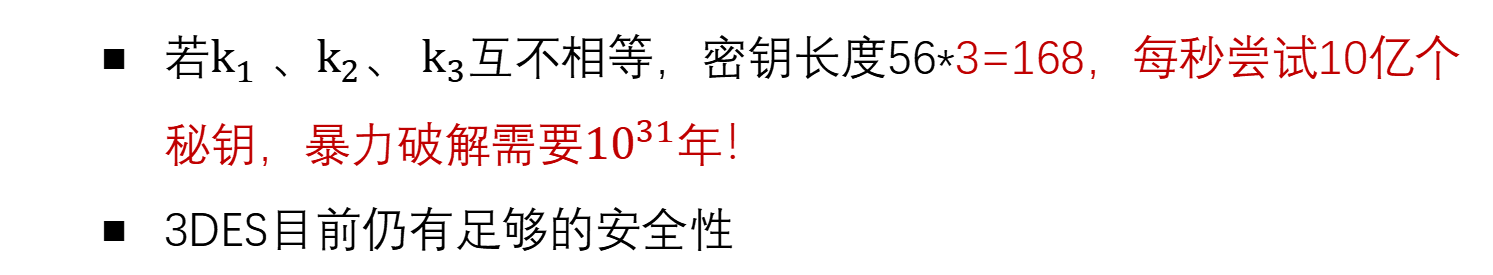 ■ 若k₁、k₂、k₃互不相等，密钥长度56*3=168，每秒尝试10亿个
秘钥，暴力破解需要10³¹年！
■ 3DES目前仍有足够的安全性